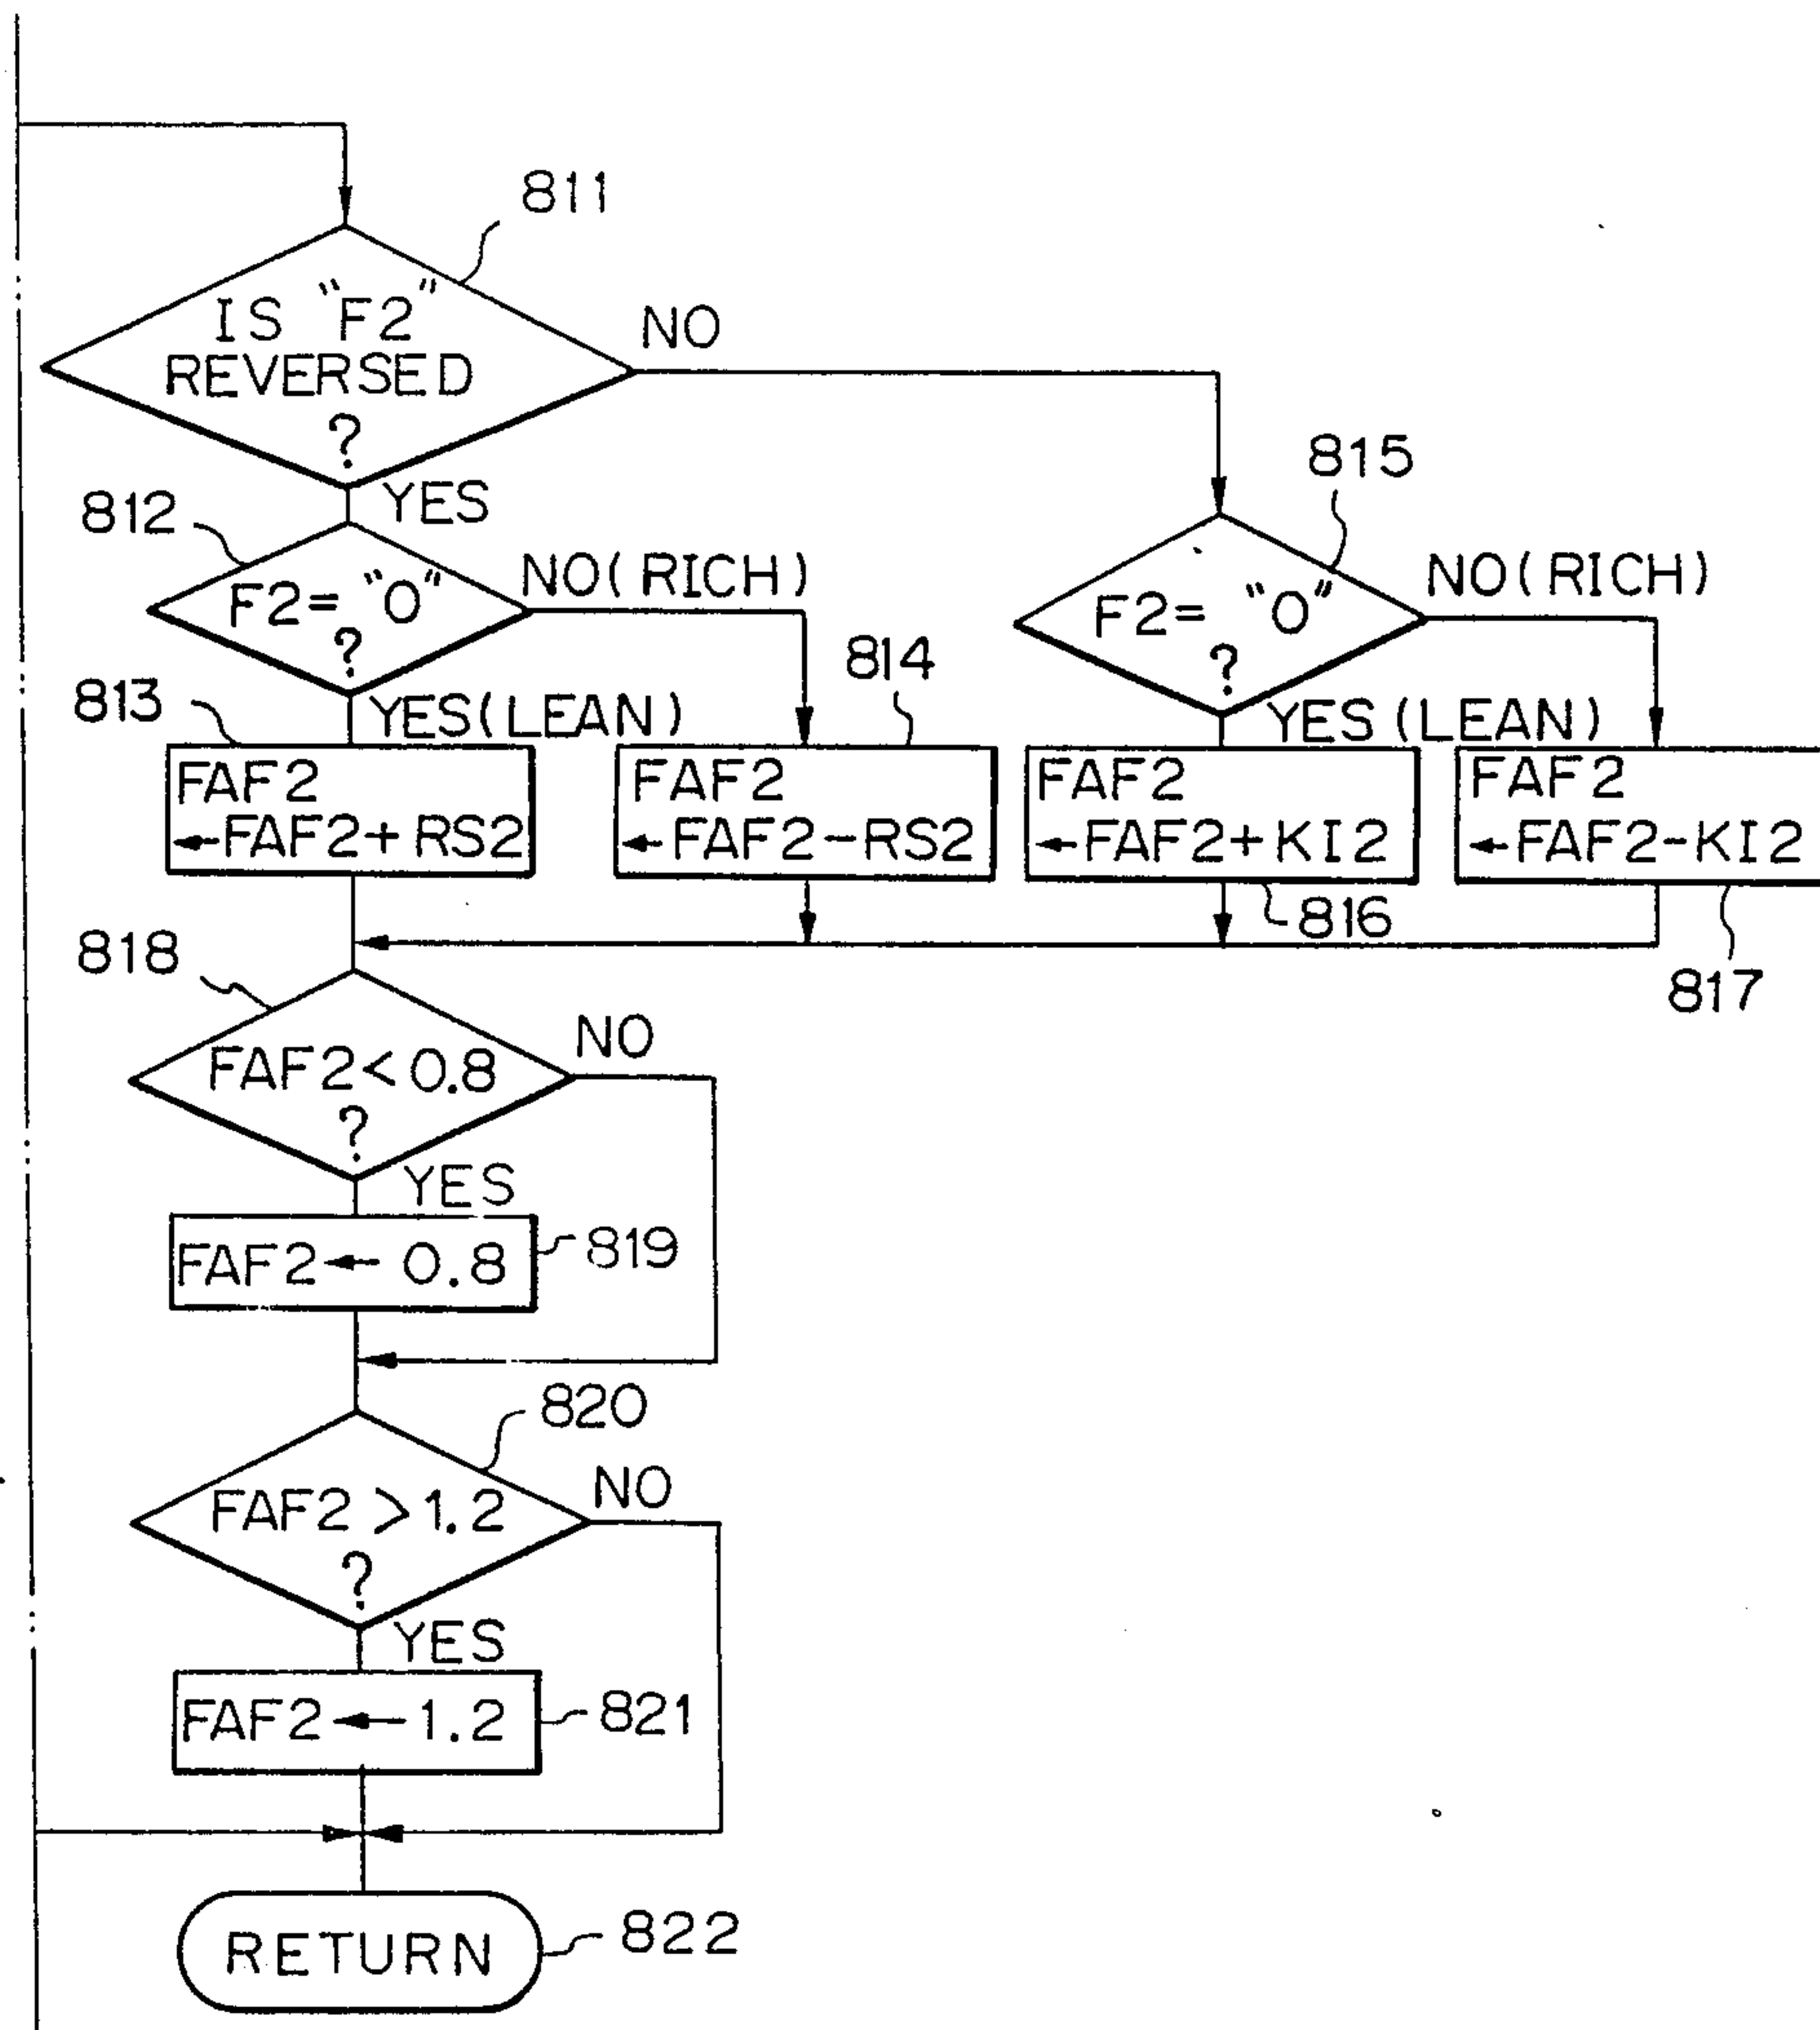 811
IS "F2"
REVERSED
?
NO
YES
812
F2= "0"
?
NO(RICH)
YES(LEAN)
815
F2= "0"
?
NO(RICH)
YES(LEAN)
813
FAF2
←FAF2+RS2
814
FAF2
←FAF2-RS2
FAF2
←FAF2+KI2
816
FAF2
←FAF2-KI2
817
818
FAF2<0.8
?
NO
YES
FAF2←0.8
819
820
FAF2>1.2
?
NO
YES
FAF2←1.2
821
RETURN
822